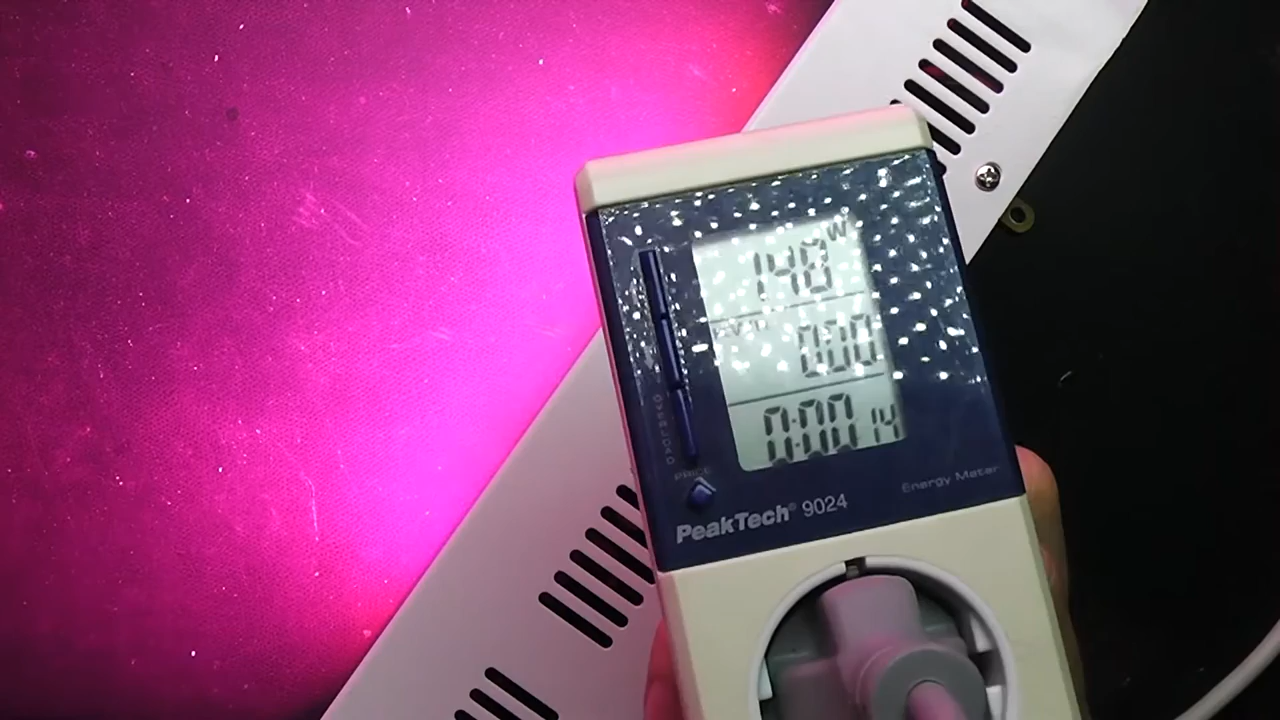 W
148
0.00
0:00 14
OVERLOAD
PRICE
Energy Meter
PeakTech® 9024